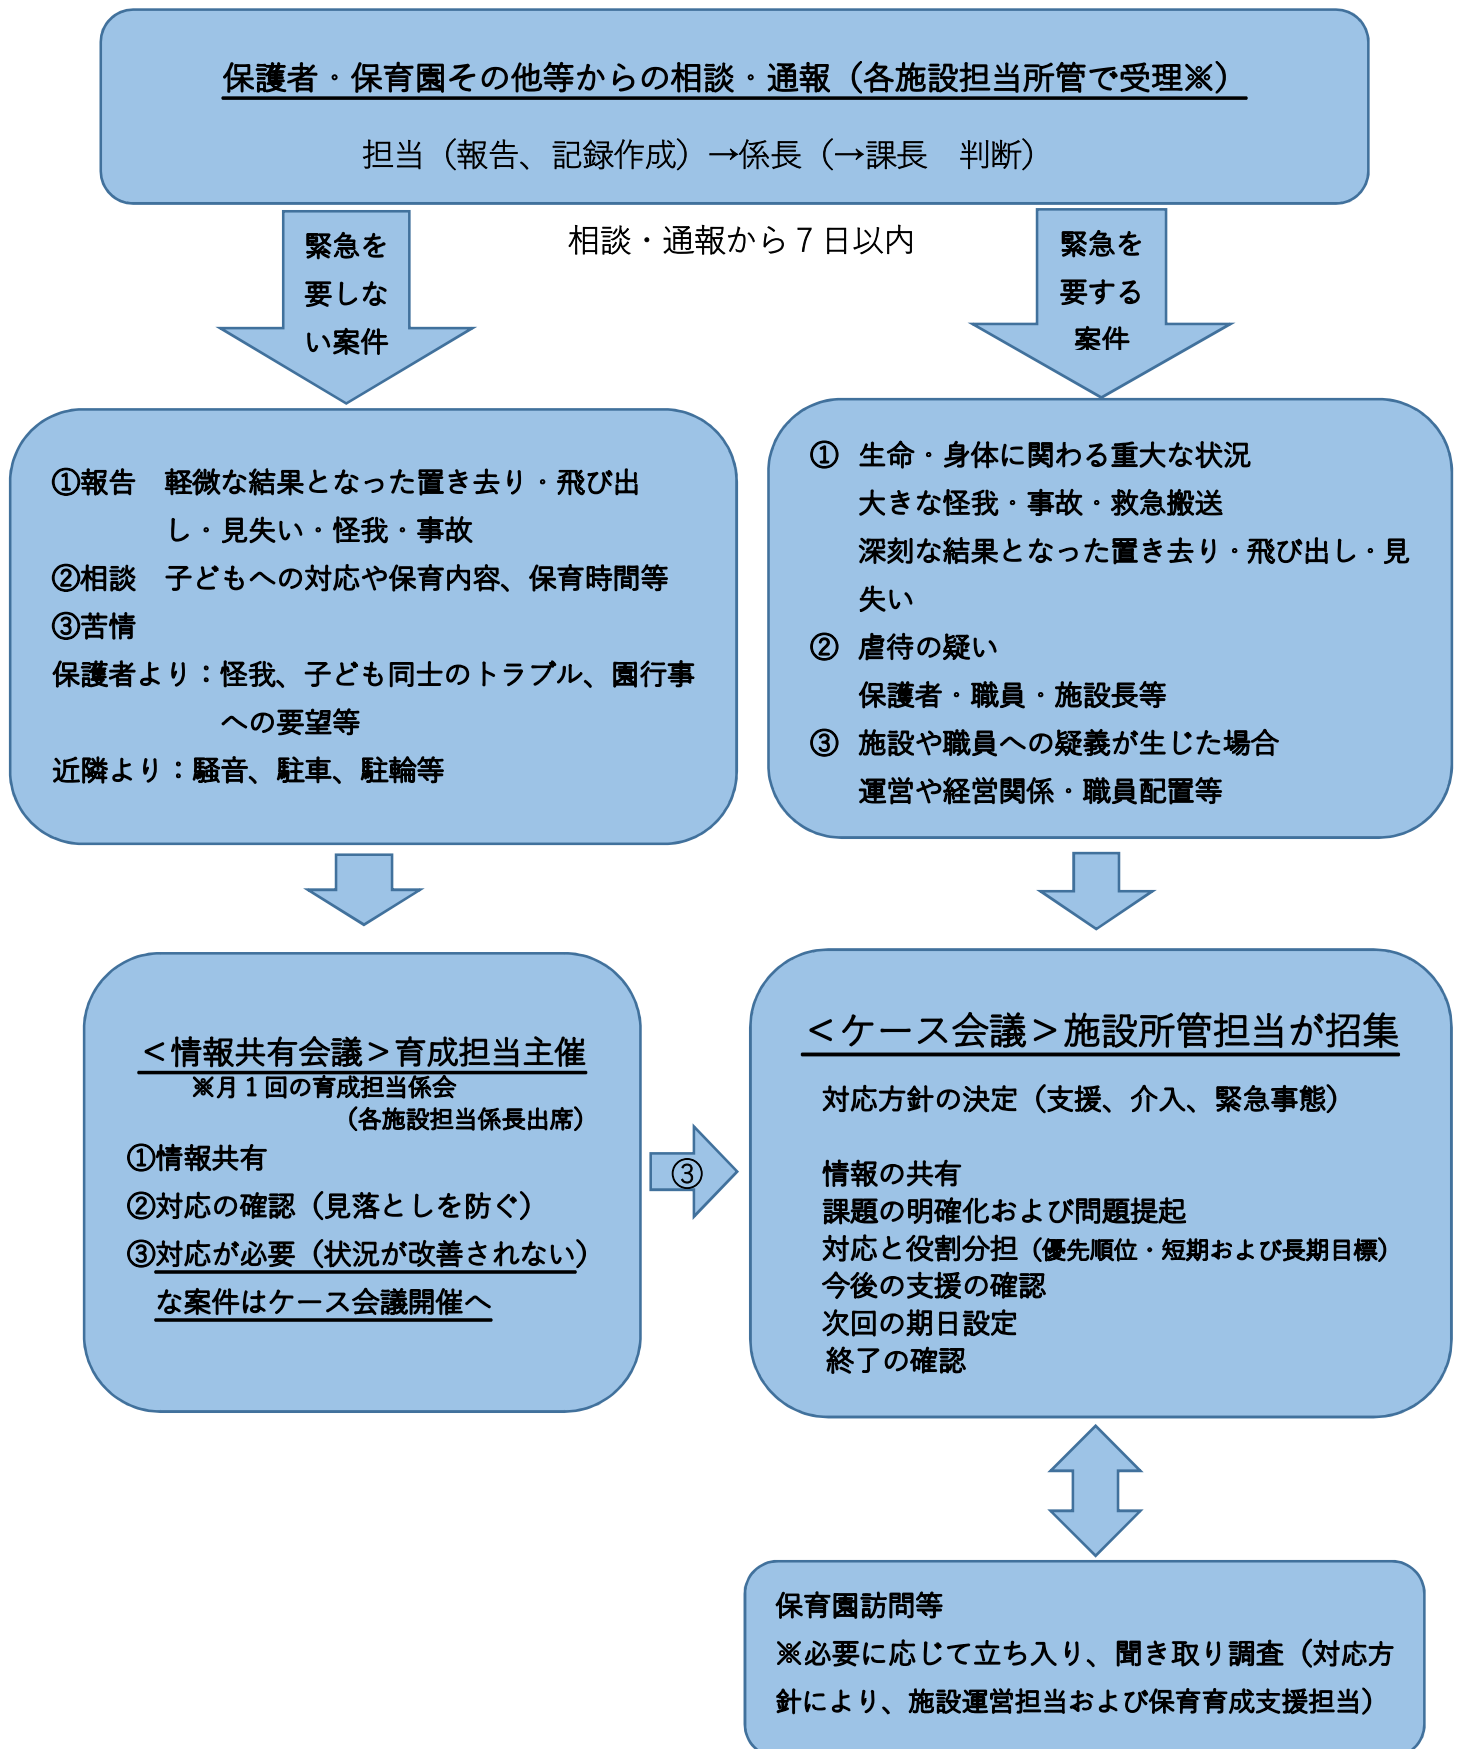 保護者・保育園その他等からの相談・通報（各施設担当所管で受理※）
担当（報告、記録作成）→係長（→課長　判断）
相談・通報から７日以内
緊急を
要しな
い案件
緊急を
要する
案件
①報告　軽微な結果となった置き去り・飛び出
し・見失い・怪我・事故
②相談　子どもへの対応や保育内容、保育時間等
③苦情
保護者より：怪我、子ども同士のトラブル、園行事
への要望等
近隣より：騒音、駐車、駐輪等
①　生命・身体に関わる重大な状況
大きな怪我・事故・救急搬送
深刻な結果となった置き去り・飛び出し・見
失い
②　虐待の疑い
保護者・職員・施設長等
③　施設や職員への疑義が生じた場合
運営や経営関係・職員配置等
＜情報共有会議＞育成担当主催
※月１回の育成担当係会
（各施設担当係長出席）
①情報共有
②対応の確認（見落としを防ぐ）
③対応が必要（状況が改善されない）
な案件はケース会議開催へ
③
＜ケース会議＞施設所管担当が招集
対応方針の決定（支援、介入、緊急事態）
情報の共有
課題の明確化および問題提起
対応と役割分担（優先順位・短期および長期目標）
今後の支援の確認
次回の期日設定
終了の確認
保育園訪問等
※必要に応じて立ち入り、聞き取り調査（対応方
針により、施設運営担当および保育育成支援担当）